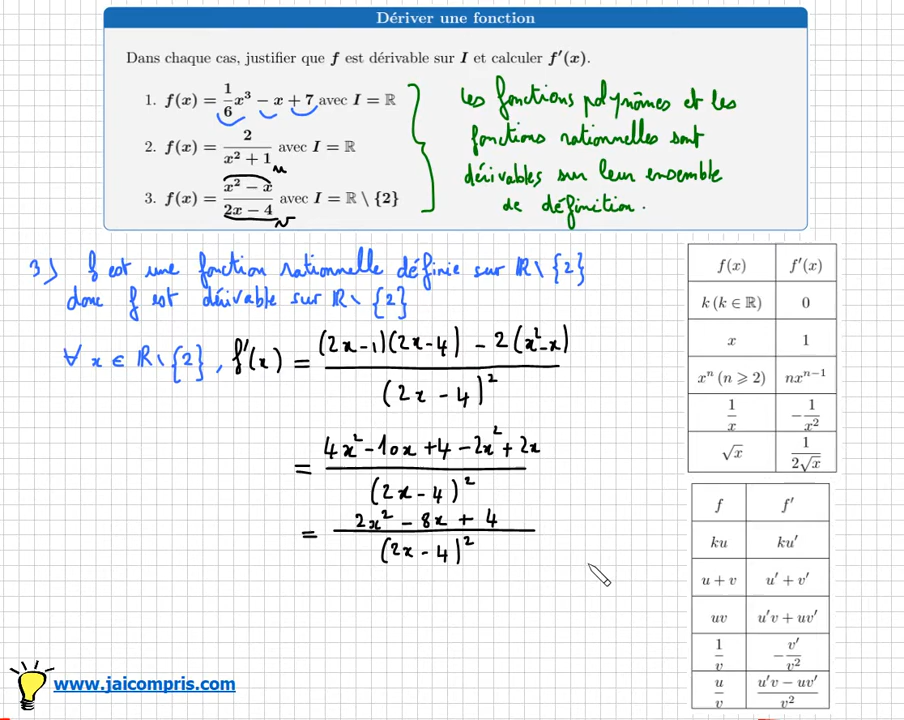 Dériver une fonction
Dans chaque cas, justifier que f est dérivable sur I et calculer f'(x).
1. f(x) = 1/6 x³ − x + 7 avec I = ℝ
2. f(x) = 2/(x² + 1) avec I = ℝ
3. f(x) = (x² − x)/(2x − 4) avec I = ℝ \ {2}
u
v
Les fonctions polynômes et les
fonctions rationnelles sont
dérivables sur leur ensemble
de définition.
3) f est une fonction rationnelle définie sur ℝ\{2}
donc f est dérivable sur ℝ\{2}
∀ x ∈ ℝ\{2}, f'(x) = ((2x−1)(2x−4) − 2(x²−x))/(2x − 4)²
= (4x² − 10x + 4 − 2x² + 2x)/(2x − 4)²
= (2x² − 8x + 4)/(2x − 4)²
f(x) f'(x)
k (k ∈ ℝ) 0
x 1
xⁿ (n ⩾ 2) nxⁿ⁻¹
1/x −1/x²
√x 1/(2√x)
f f'
ku ku'
u + v u' + v'
uv u'v + uv'
1/v −v'/v²
u/v (u'v − uv')/v²
www.jaicompris.com